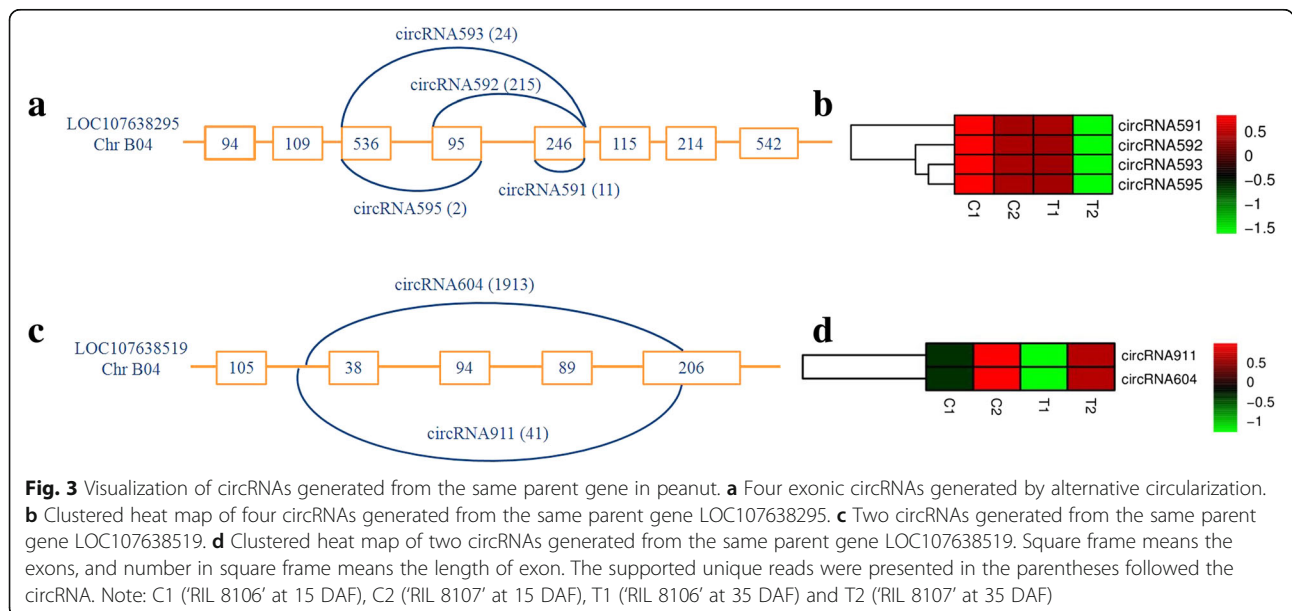 circRNA593 (24)
circRNA592 (215)
a
LOC107638295
Chr B04
94
109
536
95
246
115
214
542
circRNA591 (11)
circRNA595 (2)
b
circRNA591
circRNA592
circRNA593
circRNA595
C1
C2
T1
T2
0.5
0
−0.5
−1
−1.5
circRNA604 (1913)
c
LOC107638519
Chr B04
105
38
94
89
206
circRNA911 (41)
d
circRNA911
circRNA604
C1
C2
T1
T2
0.5
0
−0.5
−1
Fig. 3 Visualization of circRNAs generated from the same parent gene in peanut. a Four exonic circRNAs generated by alternative circularization.
b Clustered heat map of four circRNAs generated from the same parent gene LOC107638295. c Two circRNAs generated from the same parent
gene LOC107638519. d Clustered heat map of two circRNAs generated from the same parent gene LOC107638519. Square frame means the
exons, and number in square frame means the length of exon. The supported unique reads were presented in the parentheses followed the
circRNA. Note: C1 (‘RIL 8106’ at 15 DAF), C2 (‘RIL 8107’ at 15 DAF), T1 (‘RIL 8106’ at 35 DAF) and T2 (‘RIL 8107’ at 35 DAF)